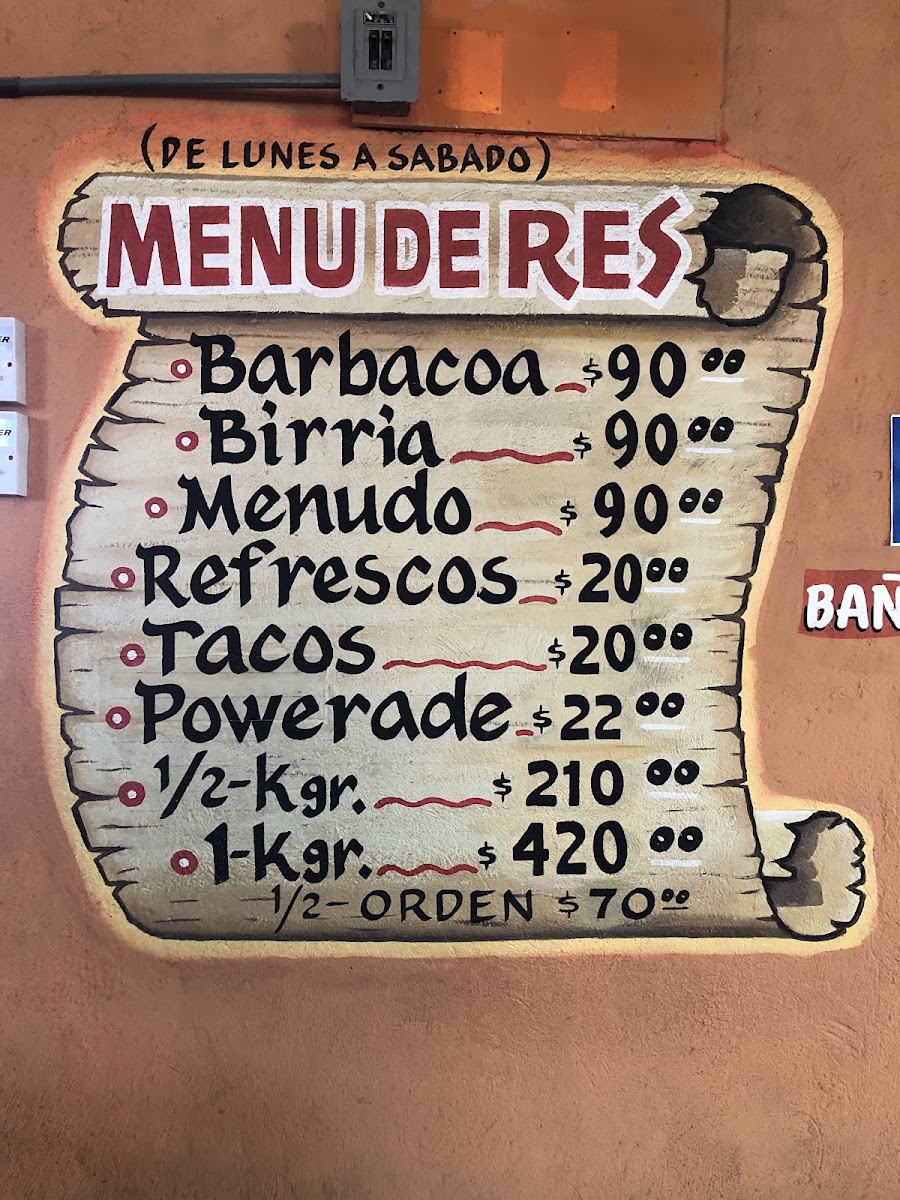 (DE LUNES A SABADO)
MENU DE RES
Barbacoa $90 00
Birria $90 00
Menudo $90 00
Refrescos $20 00
Tacos $20 00
Powerade $22 00
1/2-Kgr. $210 00
1-Kgr. $420 00
1/2-ORDEN $70 00
BAÑ